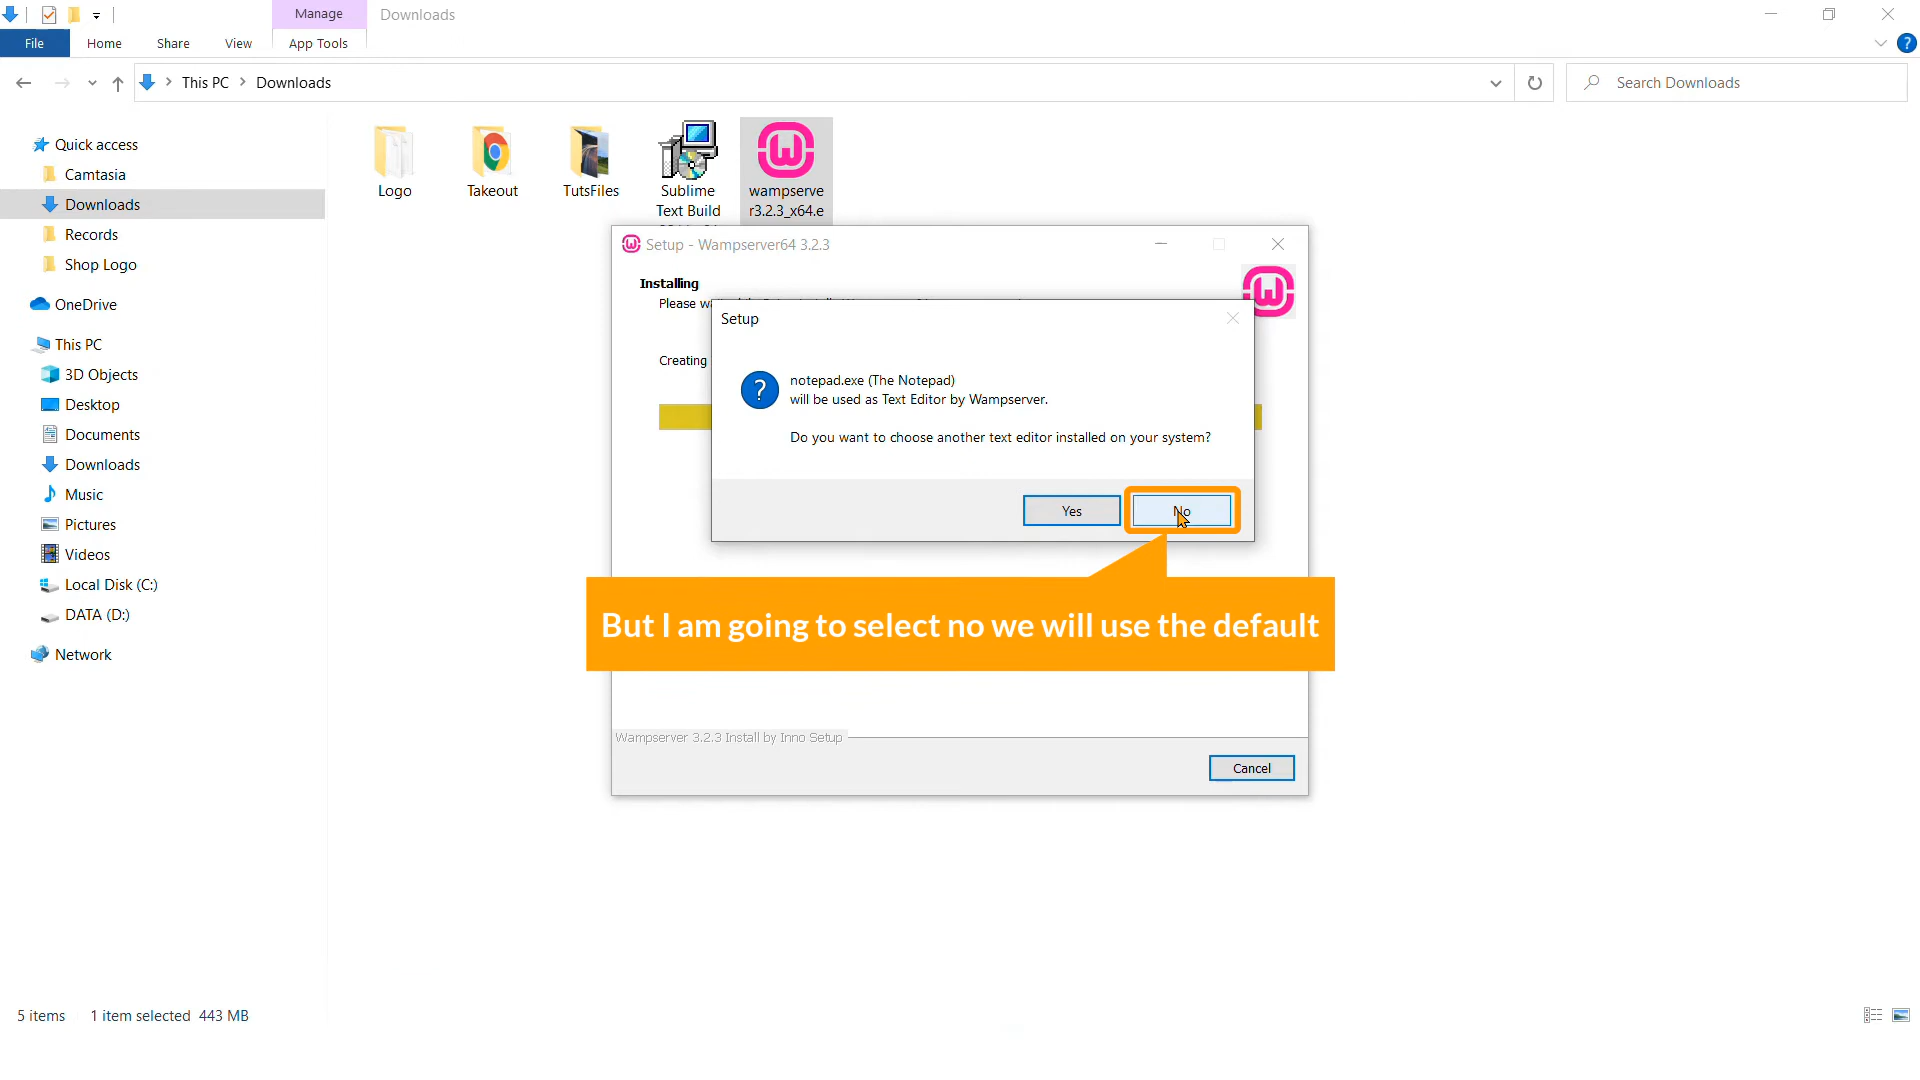 Manage
Downloads
File
Home
Share
View
App Tools
?
This PC
Downloads
Search Downloads
Quick access
Camtasia
Downloads
Records
Shop Logo
OneDrive
This PC
3D Objects
Desktop
Documents
Downloads
Music
Pictures
Videos
Local Disk (C:)
DATA (D:)
Network
Logo
Takeout
TutsFiles
Sublime
Text Build
wampserve
r3.2.3_x64.e
Setup - Wampserver64 3.2.3
Installing
Please
Creating
Setup
?
notepad.exe (The Notepad)
will be used as Text Editor by Wampserver.
Do you want to choose another text editor installed on your system?
Yes
No
But I am going to select no we will use the default
Wampserver 3.2.3 Install by Inno Setup
Cancel
5 items
1 item selected 443 MB